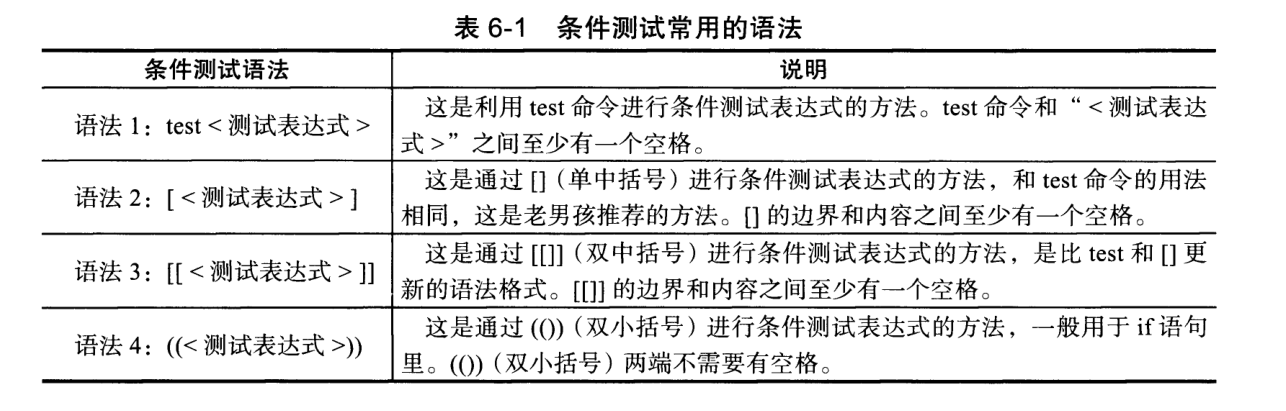 表 6-1 条件测试常用的语法
条件测试语法
说明
语法 1：test < 测试表达式 >
这是利用 test 命令进行条件测试表达式的方法。test 命令和“ < 测试表达
式 >”之间至少有一个空格。
语法 2：[ < 测试表达式 > ]
这是通过 []（单中括号）进行条件测试表达式的方法，和 test 命令的用法
相同，这是老男孩推荐的方法。[] 的边界和内容之间至少有一个空格。
语法 3：[[ < 测试表达式 > ]]
这是通过 [[]]（双中括号）进行条件测试表达式的方法，是比 test 和 [] 更
新的语法格式。[[]] 的边界和内容之间至少有一个空格。
语法 4：((< 测试表达式 >))
这是通过 (())（双小括号）进行条件测试表达式的方法，一般用于 if 语句
里。(())（双小括号）两端不需要有空格。